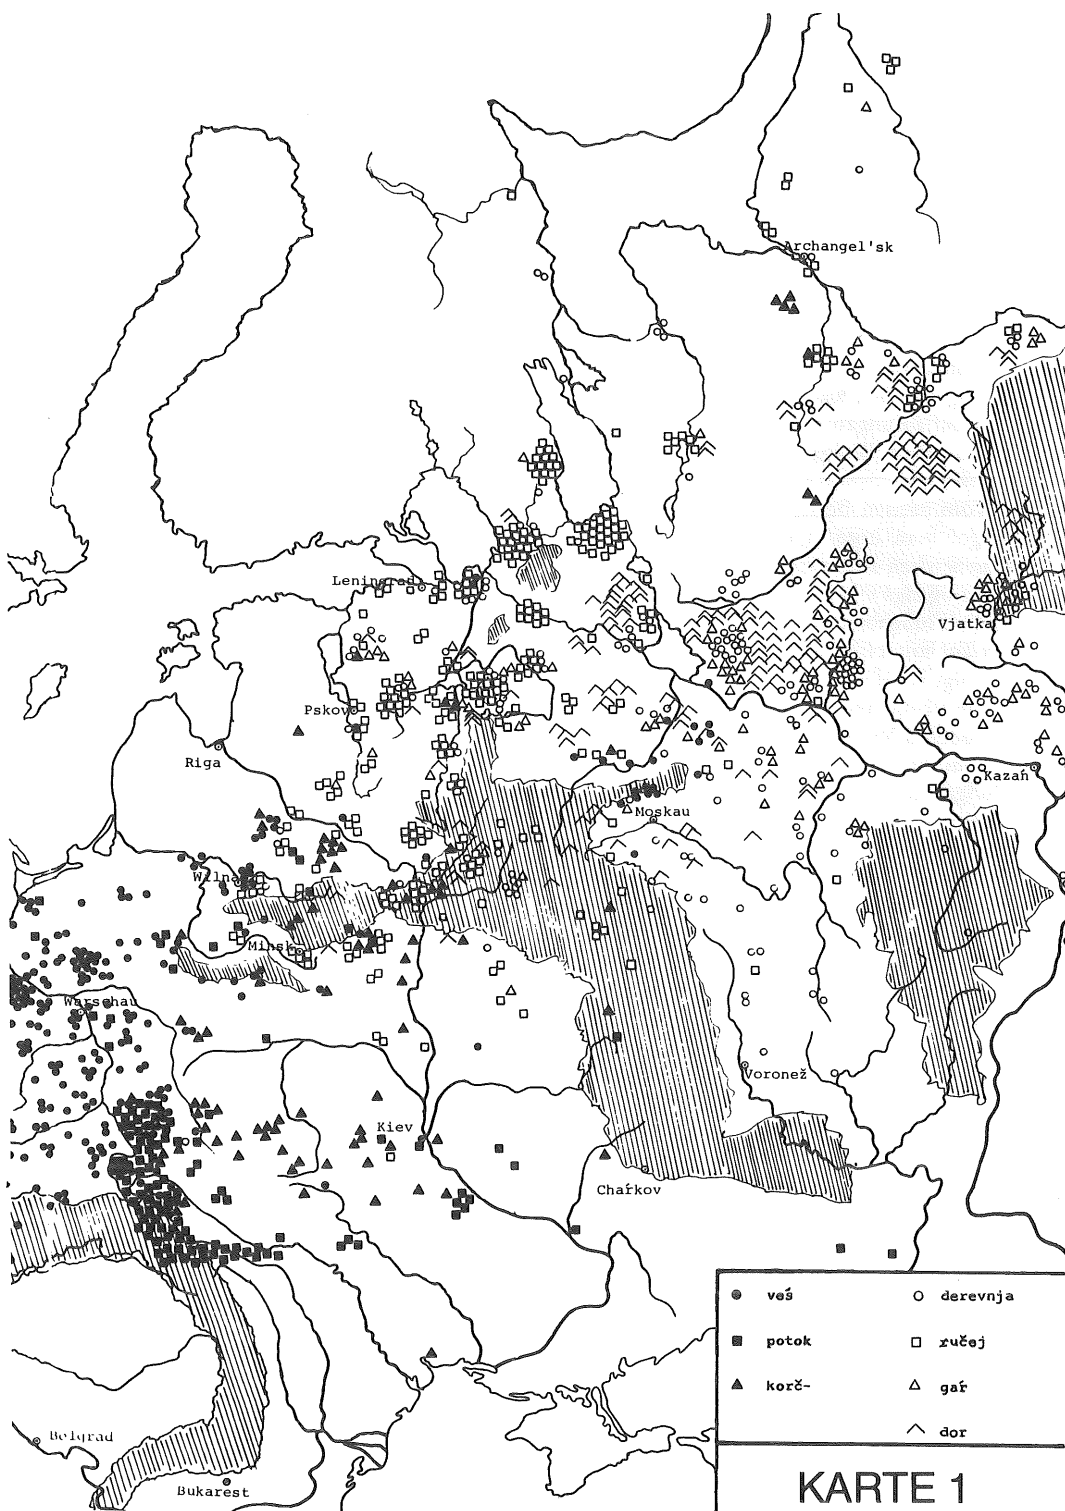 Archangel'sk
Leningrad
Vjatka
Pskov
Riga
Kazań
Moskau
Wilna
Minsk
Warschau
Voronež
Kiev
Chaŕkov
veś
derevnja
potok
ručej
korč-
gaŕ
dor
Belgrad
KARTE 1
Bukarest